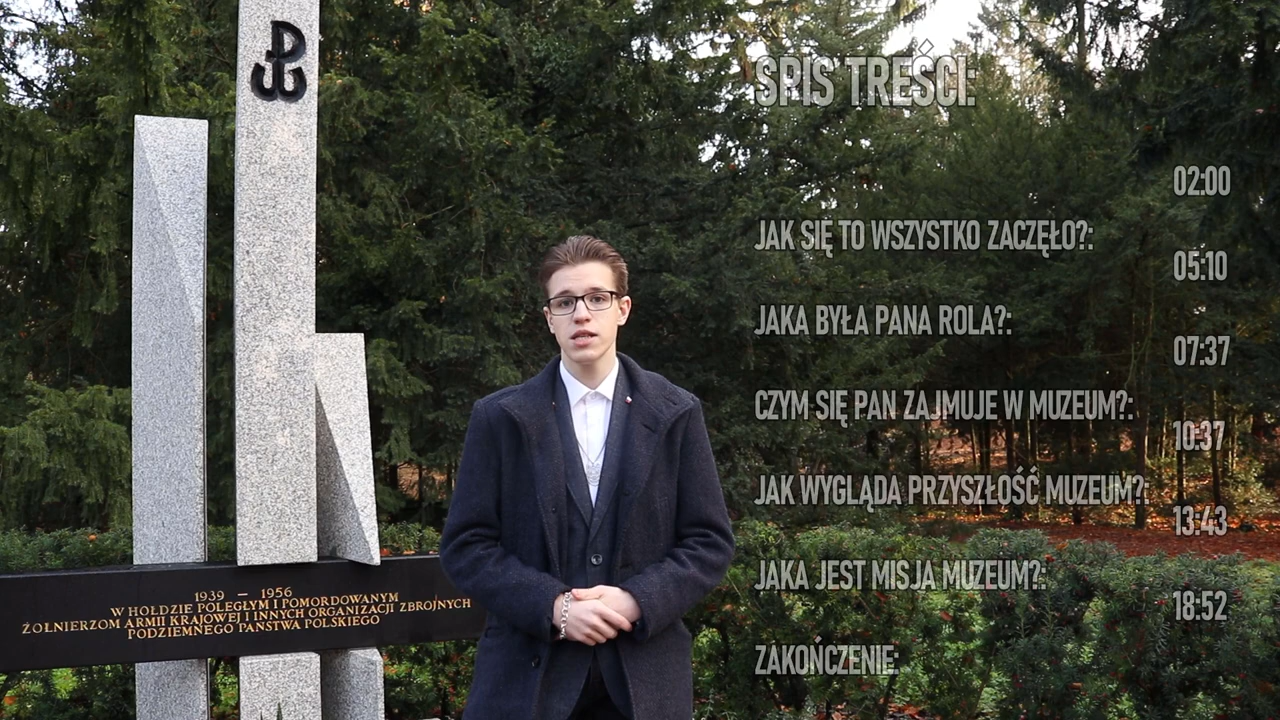 SPIS TREŚCI:
02:00
JAK SIĘ TO WSZYSTKO ZACZĘŁO?:
05:10
JAKA BYŁA PANA ROLA?:
07:37
CZYM SIĘ PAN ZAJMUJE W MUZEUM?:
10:37
JAK WYGLĄDA PRZYSZŁOŚĆ MUZEUM?:
13:43
JAKA JEST MISJA MUZEUM?:
18:52
ZAKOŃCZENIE:
1939 – 1956
W HOŁDZIE POLEGŁYM I POMORDOWANYM
ŻOŁNIERZOM ARMII KRAJOWEJ I INNYCH ORGANIZACJI ZBROJNYCH
PODZIEMNEGO PAŃSTWA POLSKIEGO